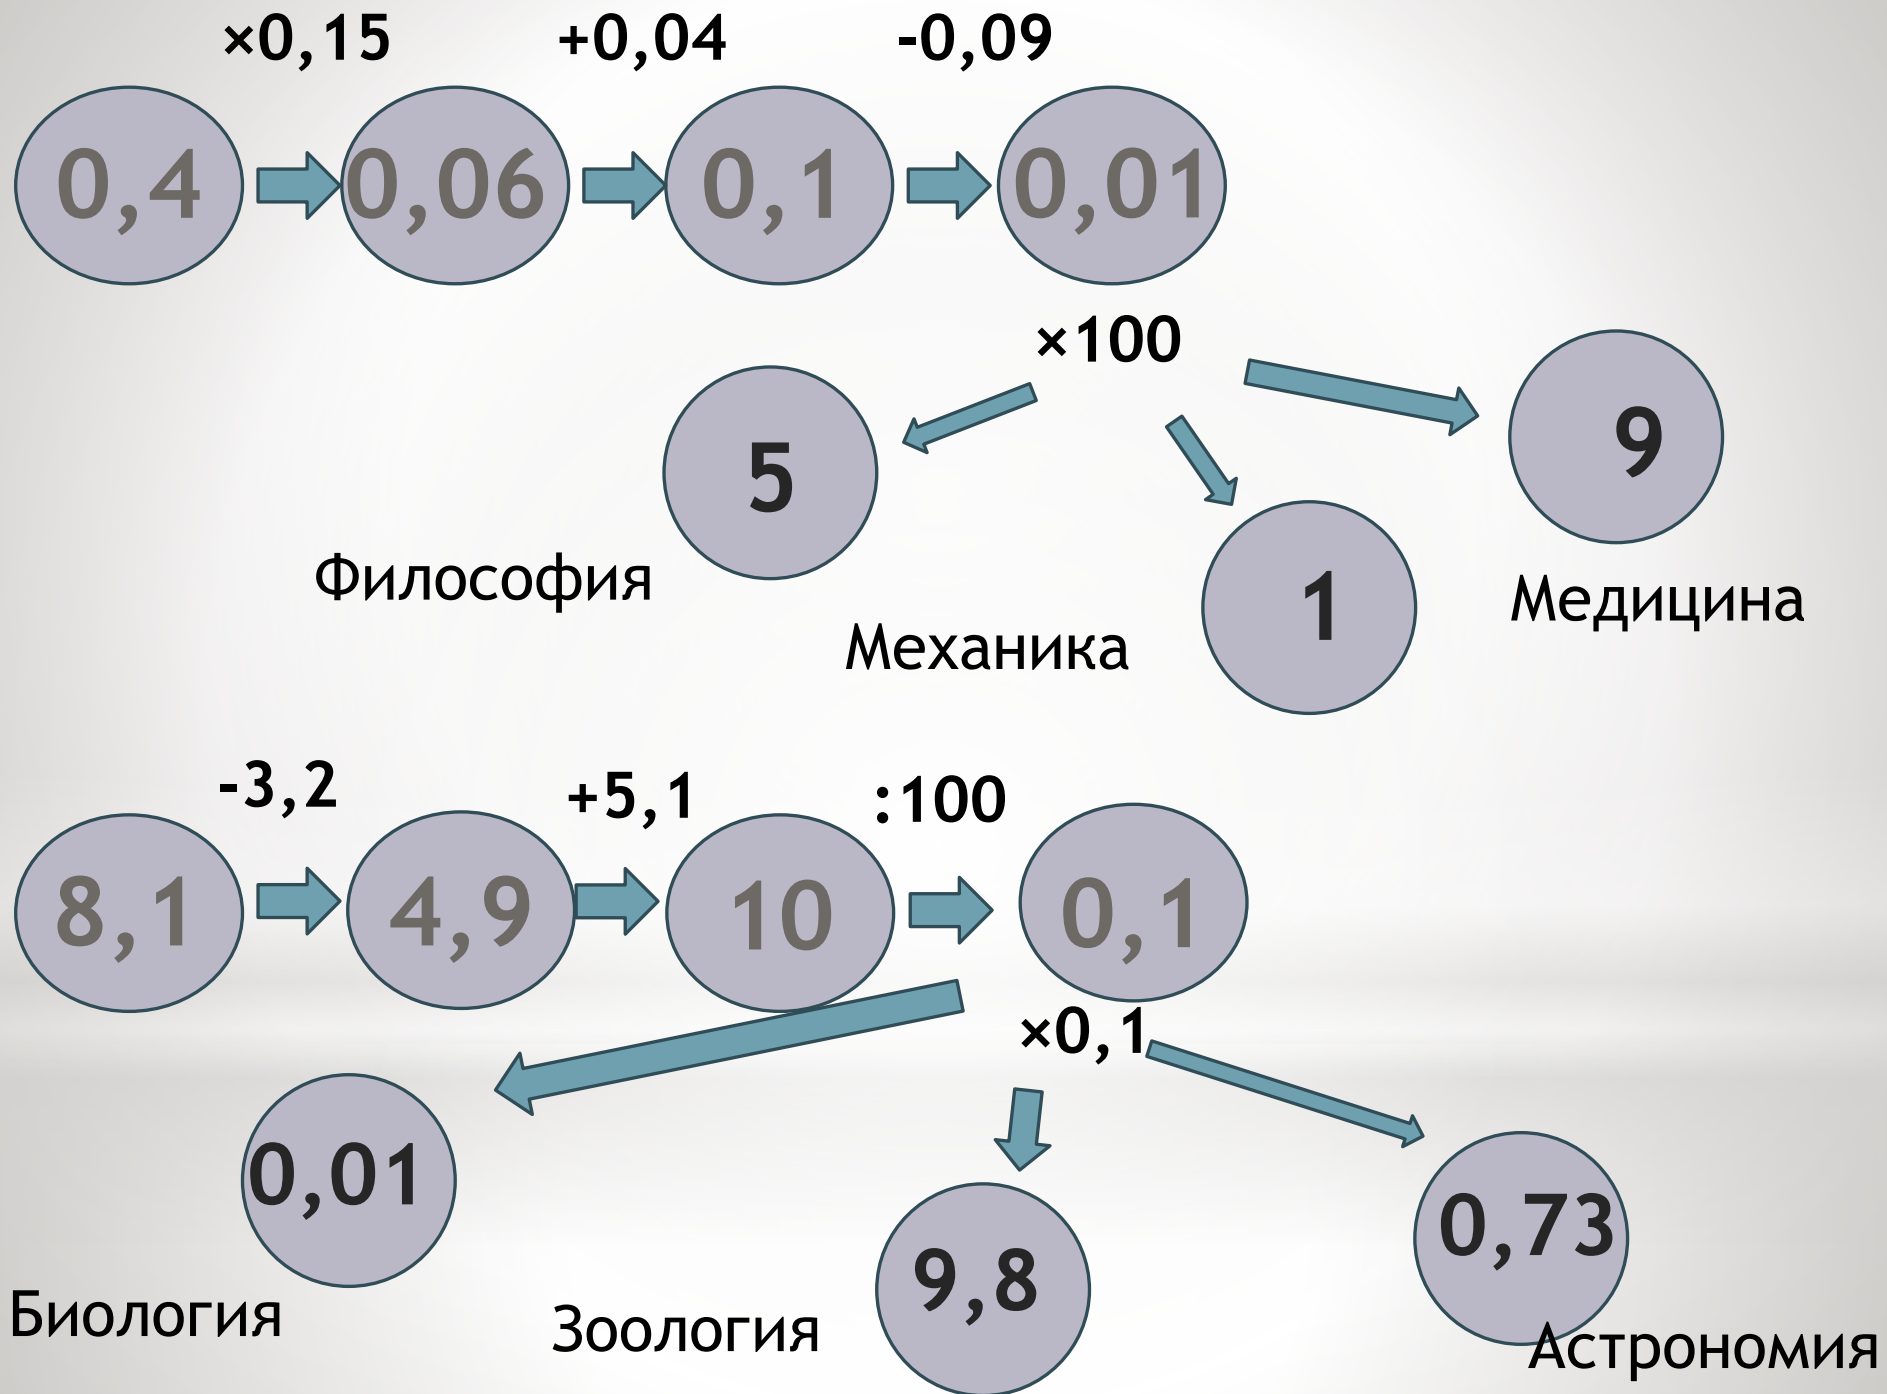 ×0,15 +0,04 -0,09
0,4 0,06 0,1 0,01
×100
5 9
Философия 1 Медицина
Механика
-3,2 +5,1 :100
8,1 4,9 10 0,1
×0,1
0,01 9,8 0,73
Биология Зоология Астрономия